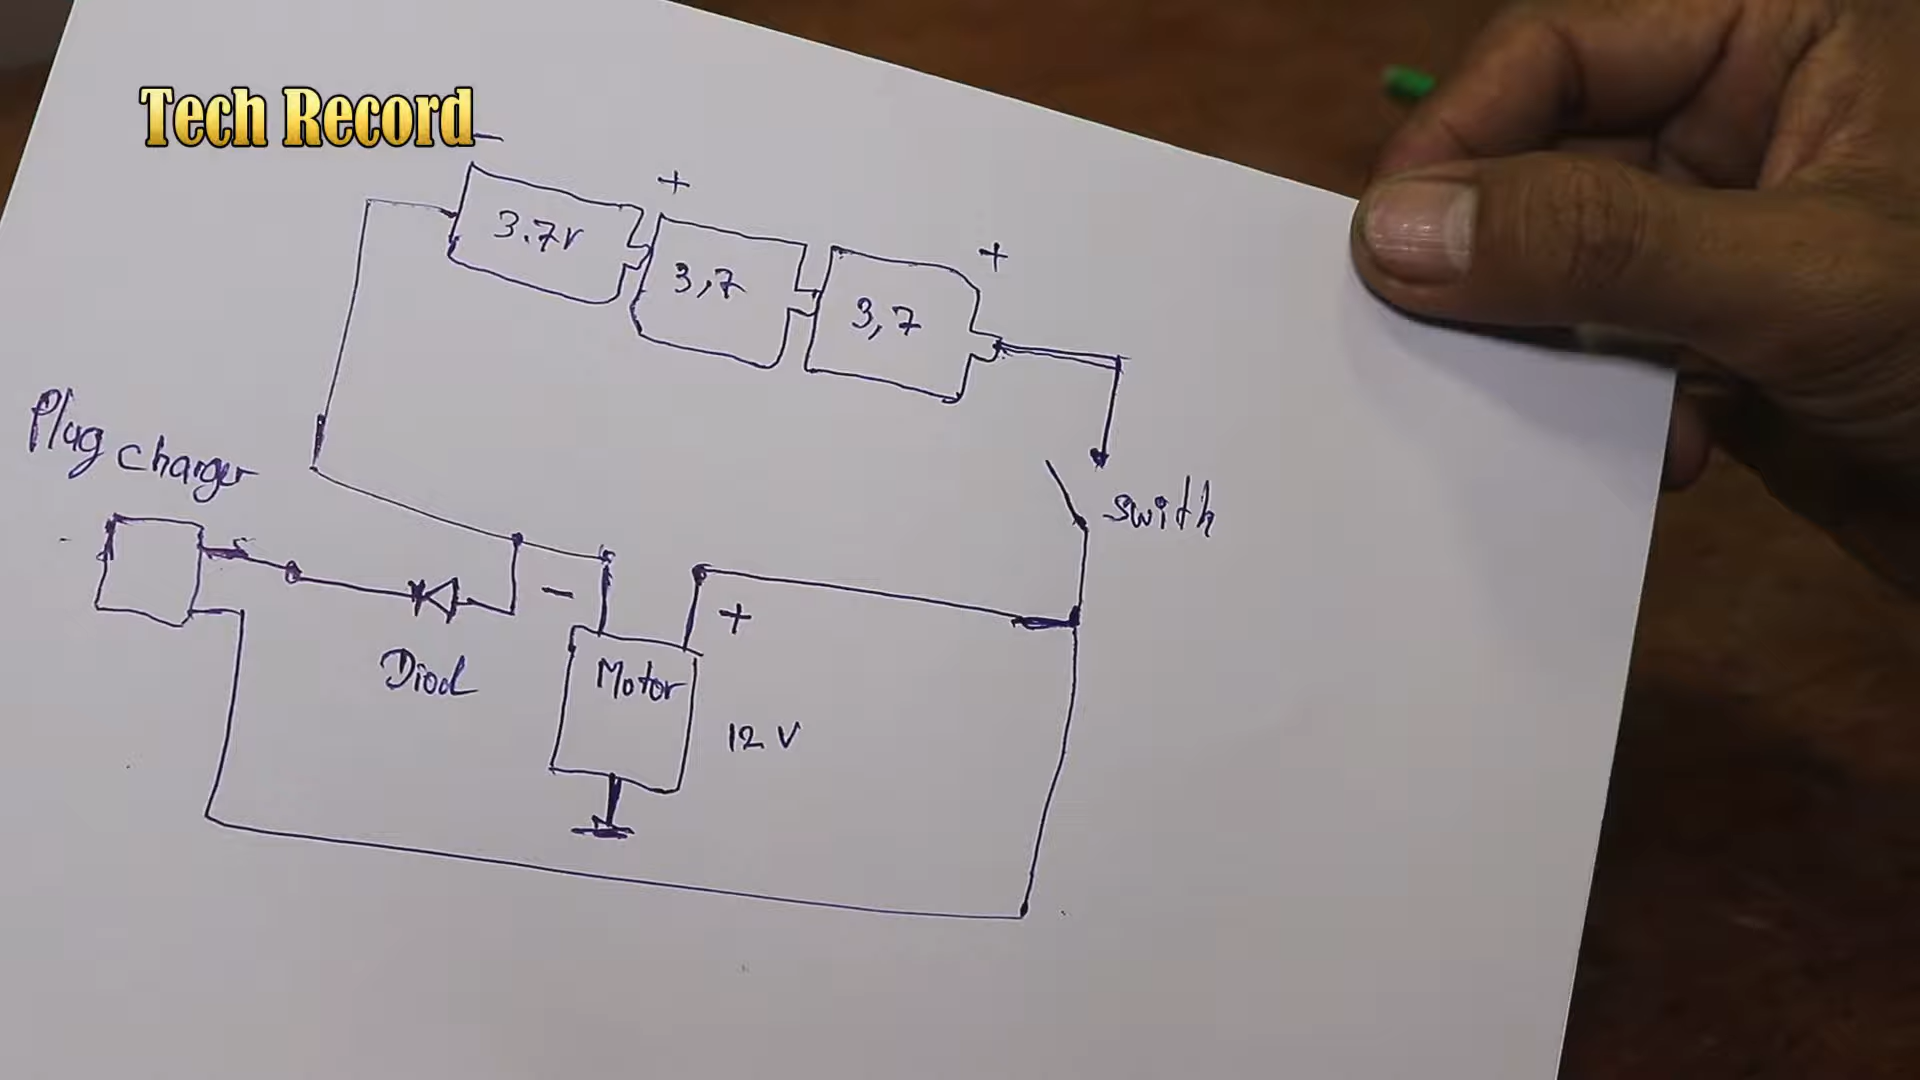 Tech Record
−
+
3.7V
3,7
+
3,7
Plug charger
swith
−
+
Diod
Motor
12 V